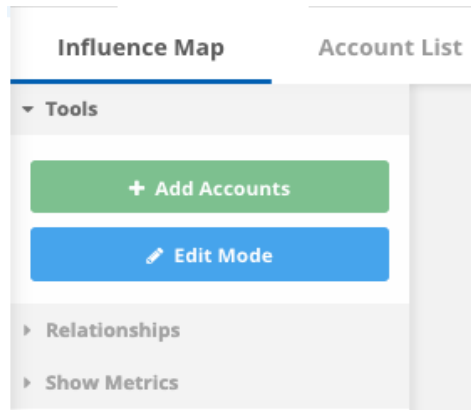 Influence Map Account List
Tools
+ Add Accounts
Edit Mode
Relationships
Show Metrics